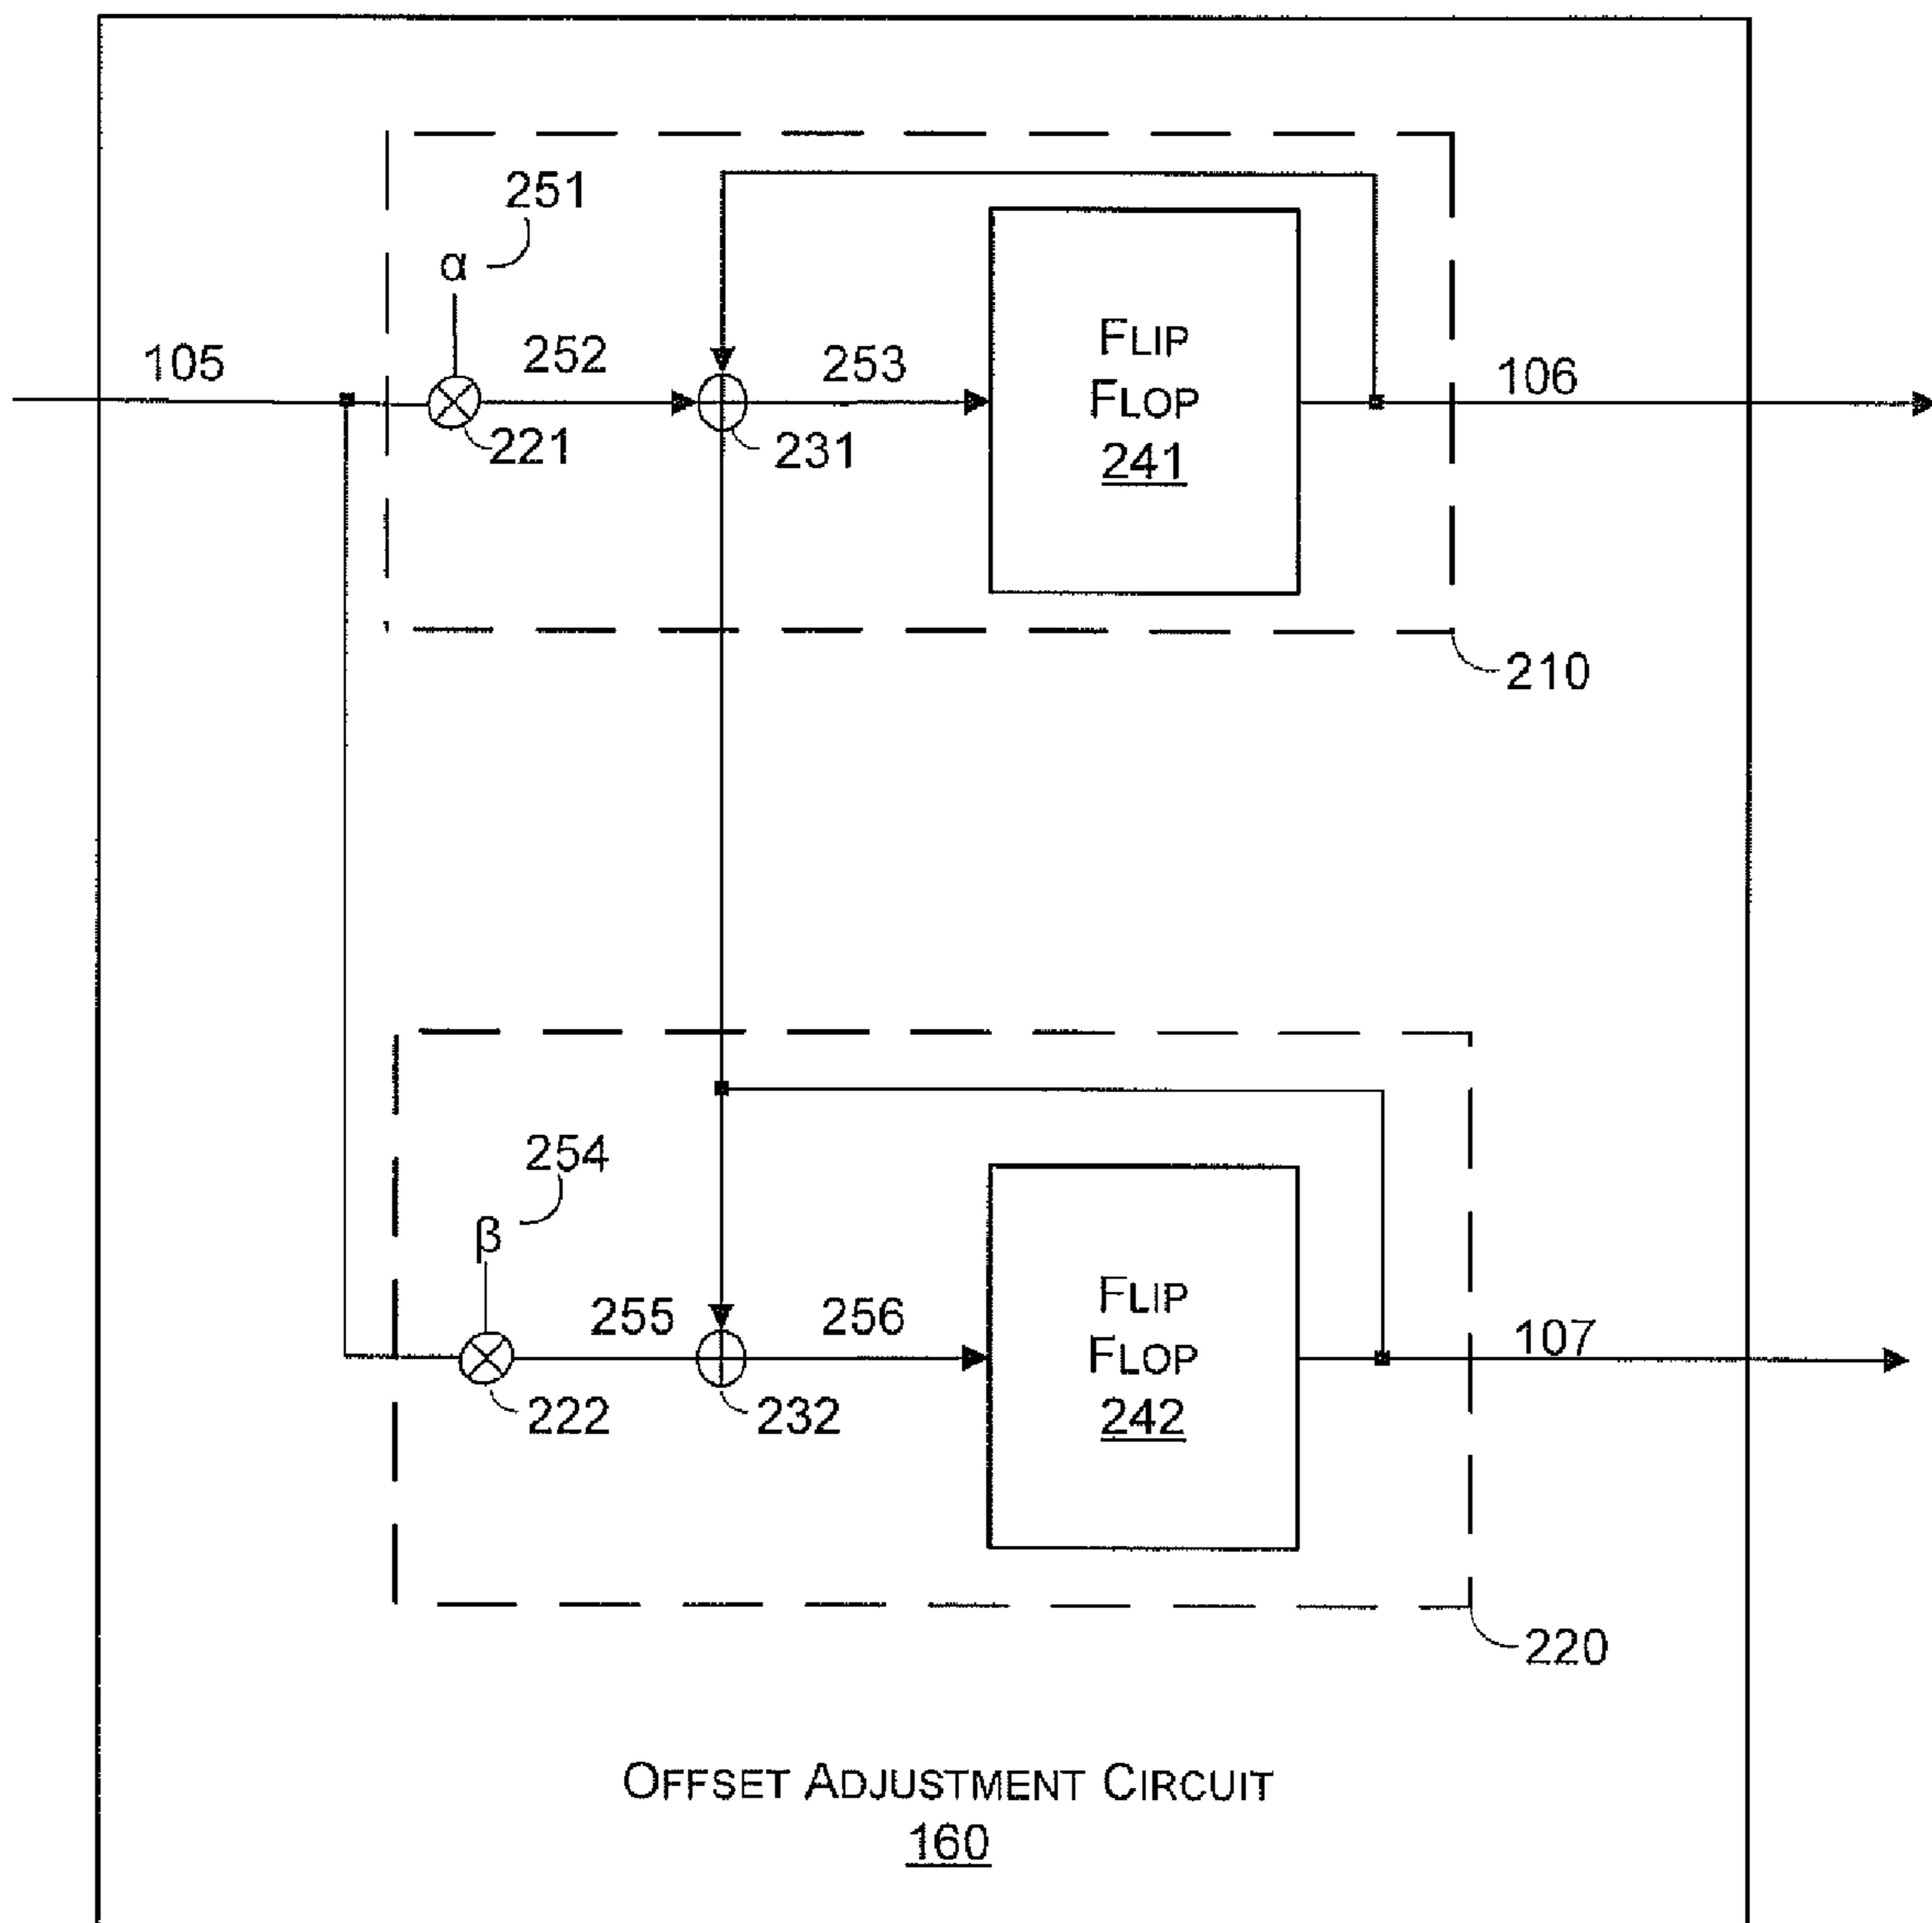 251
α
105
252
253
FLIP
FLOP
241
106
221
231
210
254
β
255
256
FLIP
FLOP
242
107
222
232
220
OFFSET ADJUSTMENT CIRCUIT
160